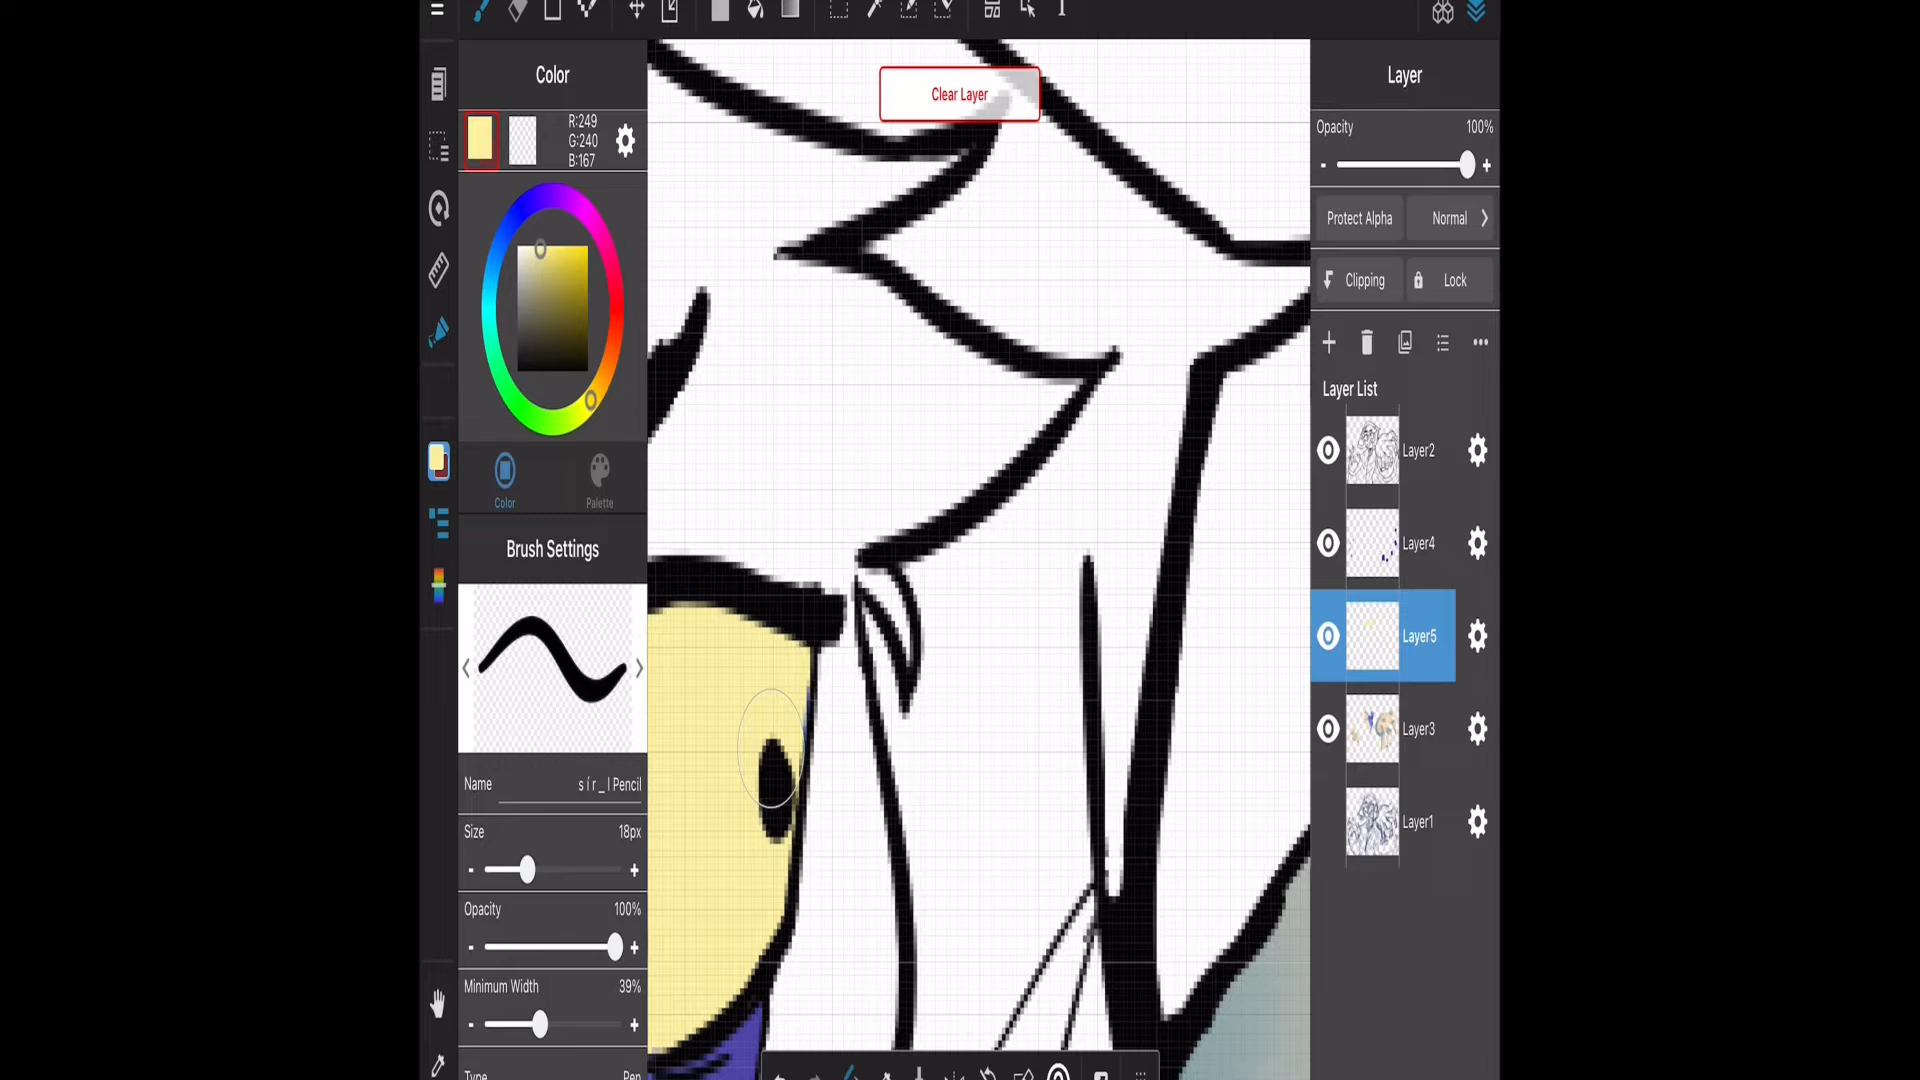 Color
R:249
G:240
B:167
Color
Palette
Brush Settings
Name
s í r _ l Pencil
Size
18px
Opacity
100%
Minimum Width
39%
Type
Pen
Clear Layer
Layer
Opacity
100%
Protect Alpha
Normal
Clipping
Lock
Layer List
Layer2
Layer4
Layer5
Layer3
Layer1